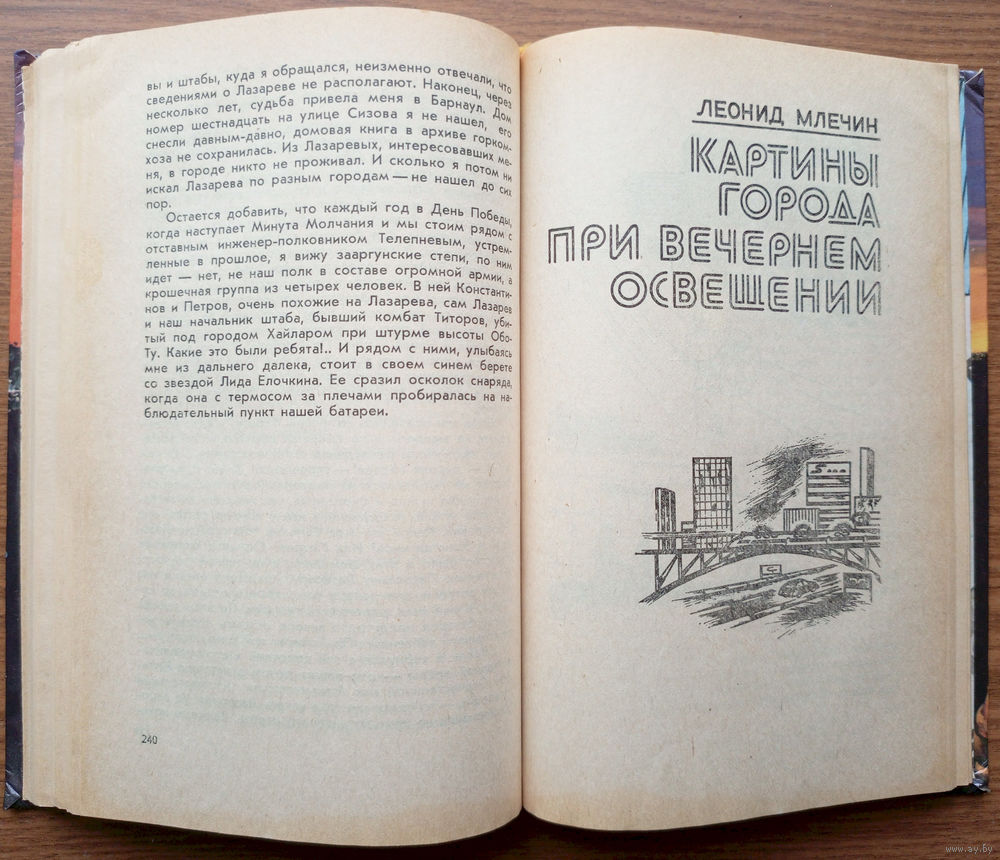 вы и штабы, куда я обращался, неизменно отвечали, что
сведениями о Лазареве не располагают. Наконец, через
несколько лет, судьба привела меня в Барнаул. Дом
номер шестнадцать на улице Сизова я не нашел, его
снесли давным-давно, домовая книга в архиве горком-
хоза не сохранилась. Из Лазаревых, интересовавших ме-
ня, в городе никто не проживал. И сколько я потом ни
искал Лазарева по разным городам — не нашел до сих
пор.
Остается добавить, что каждый год в День Победы,
когда наступает Минута Молчания и мы стоим рядом с
отставным инженер-полковником Телепневым, устрем-
ленные в прошлое, я вижу зааргунские степи, по ним
идет — нет, не наш полк в составе огромной армии, а
крошечная группа из четырех человек. В ней Константи-
нов и Петров, очень похожие на Лазарева, сам Лазарев
и наш начальник штаба, бывший комбат Титоров, уби-
тый под городом Хайларом при штурме высоты Обо-
Ту. Какие это были ребята!.. И рядом с ними, улыбаясь
мне из дальнего далека, стоит в своем синем берете
со звездой Лида Елочкина. Ее сразил осколок снаряда,
когда она с термосом за плечами пробиралась на на-
блюдательный пункт нашей батареи.
240
ЛЕОНИД МЛЕЧИН
КАРТИНЫ
ГОРОДА
ПРИ ВЕЧЕРНЕМ
ОСВЕЩЕНИИ
www.ay.by